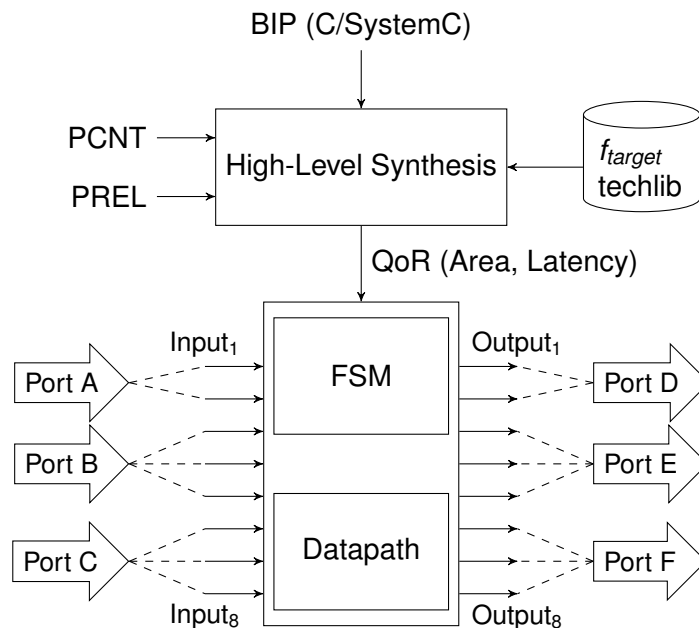 BIP (C/SystemC)
PCNT
PREL
High-Level Synthesis
f_target
techlib
QoR (Area, Latency)
Input₁
Output₁
FSM
Port A
Port D
Port B
Port E
Port C
Datapath
Port F
Input₈
Output₈